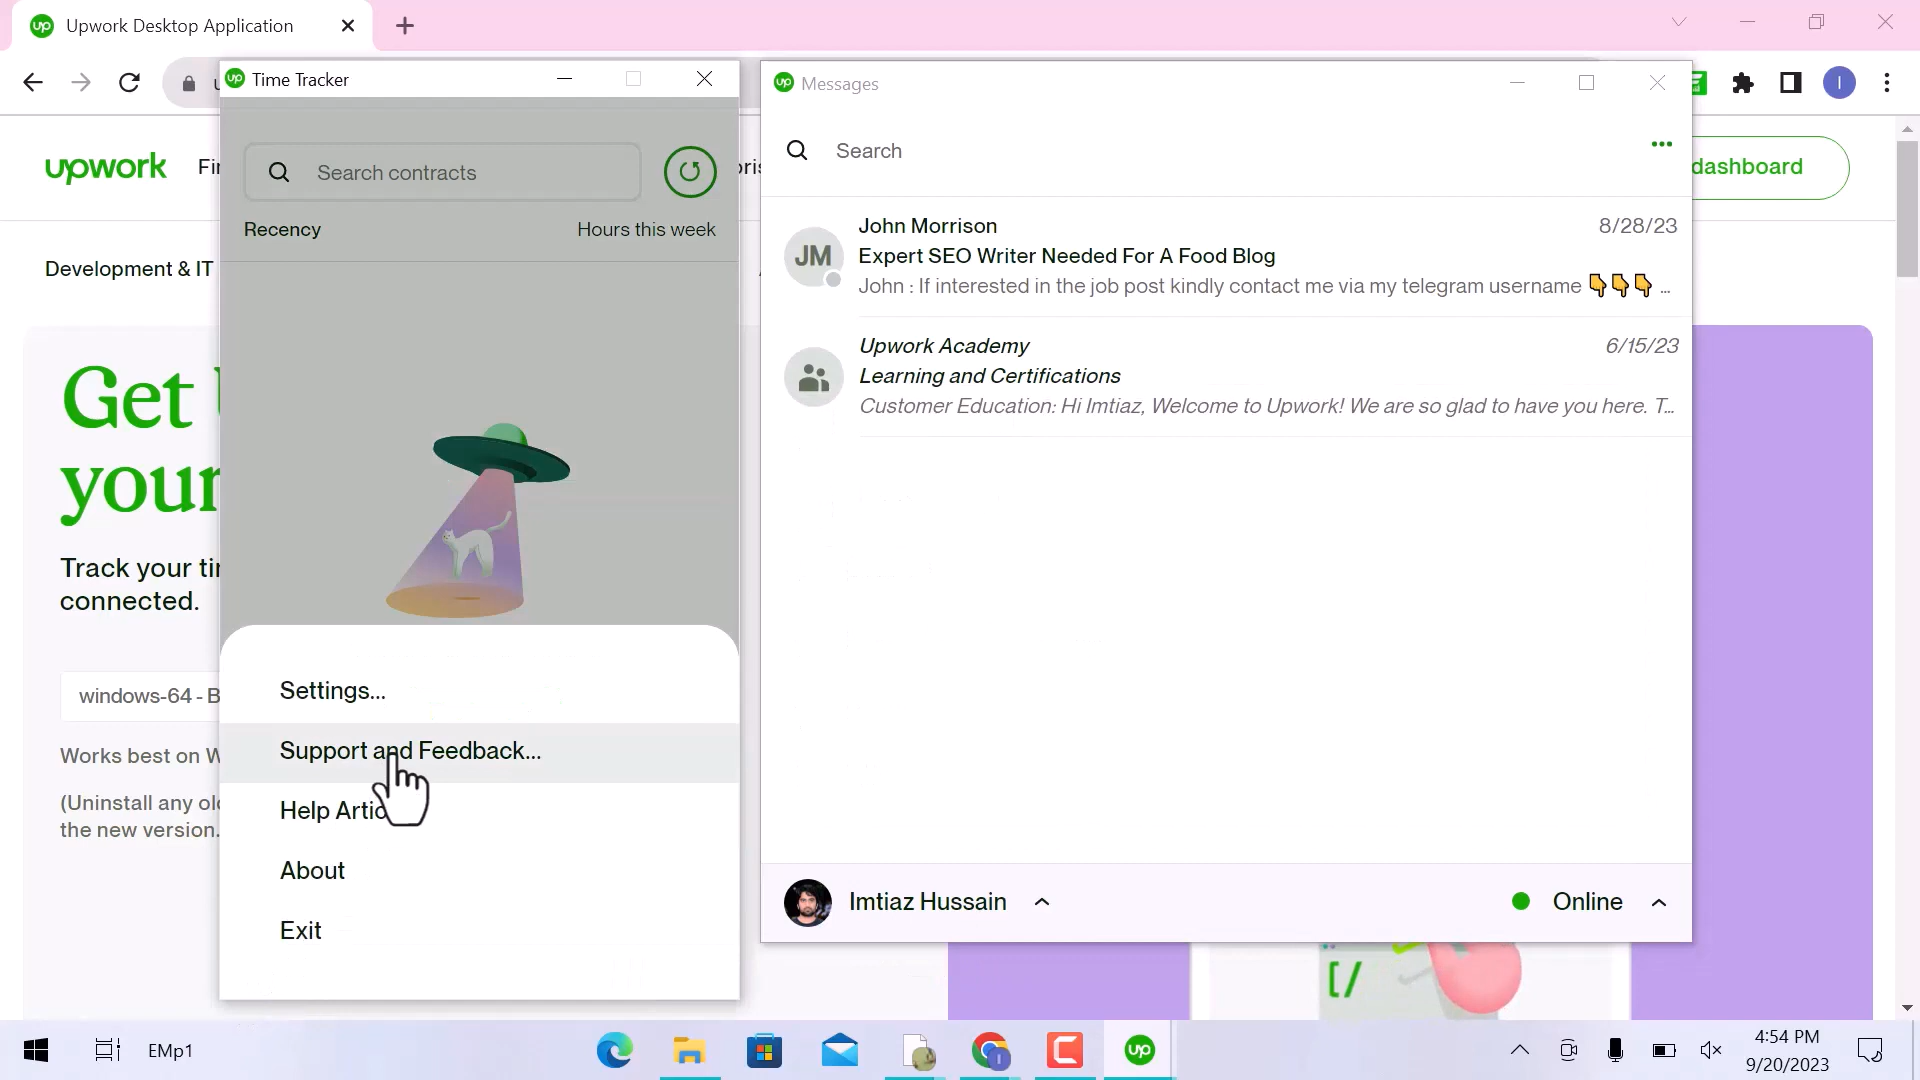 up Upwork Desktop Application
up Time Tracker
Search contracts
Recency
Hours this week
Settings...
Support and Feedback...
Help Artic
About
Exit
up Messages
Search
John Morrison
8/28/23
Expert SEO Writer Needed For A Food Blog
John : If interested in the job post kindly contact me via my telegram username 👇👇👇 ...
JM
Upwork Academy
6/15/23
Learning and Certifications
Customer Education: Hi Imtiaz, Welcome to Upwork! We are so glad to have you here. T...
Imtiaz Hussain
Online
I
upwork
dashboard
Development & IT
Get
your
Track your
connected.
windows-64 - B
Works best on W
(Uninstall any
the new version.
[/
EMp1
I
up
4:54 PM
9/20/2023